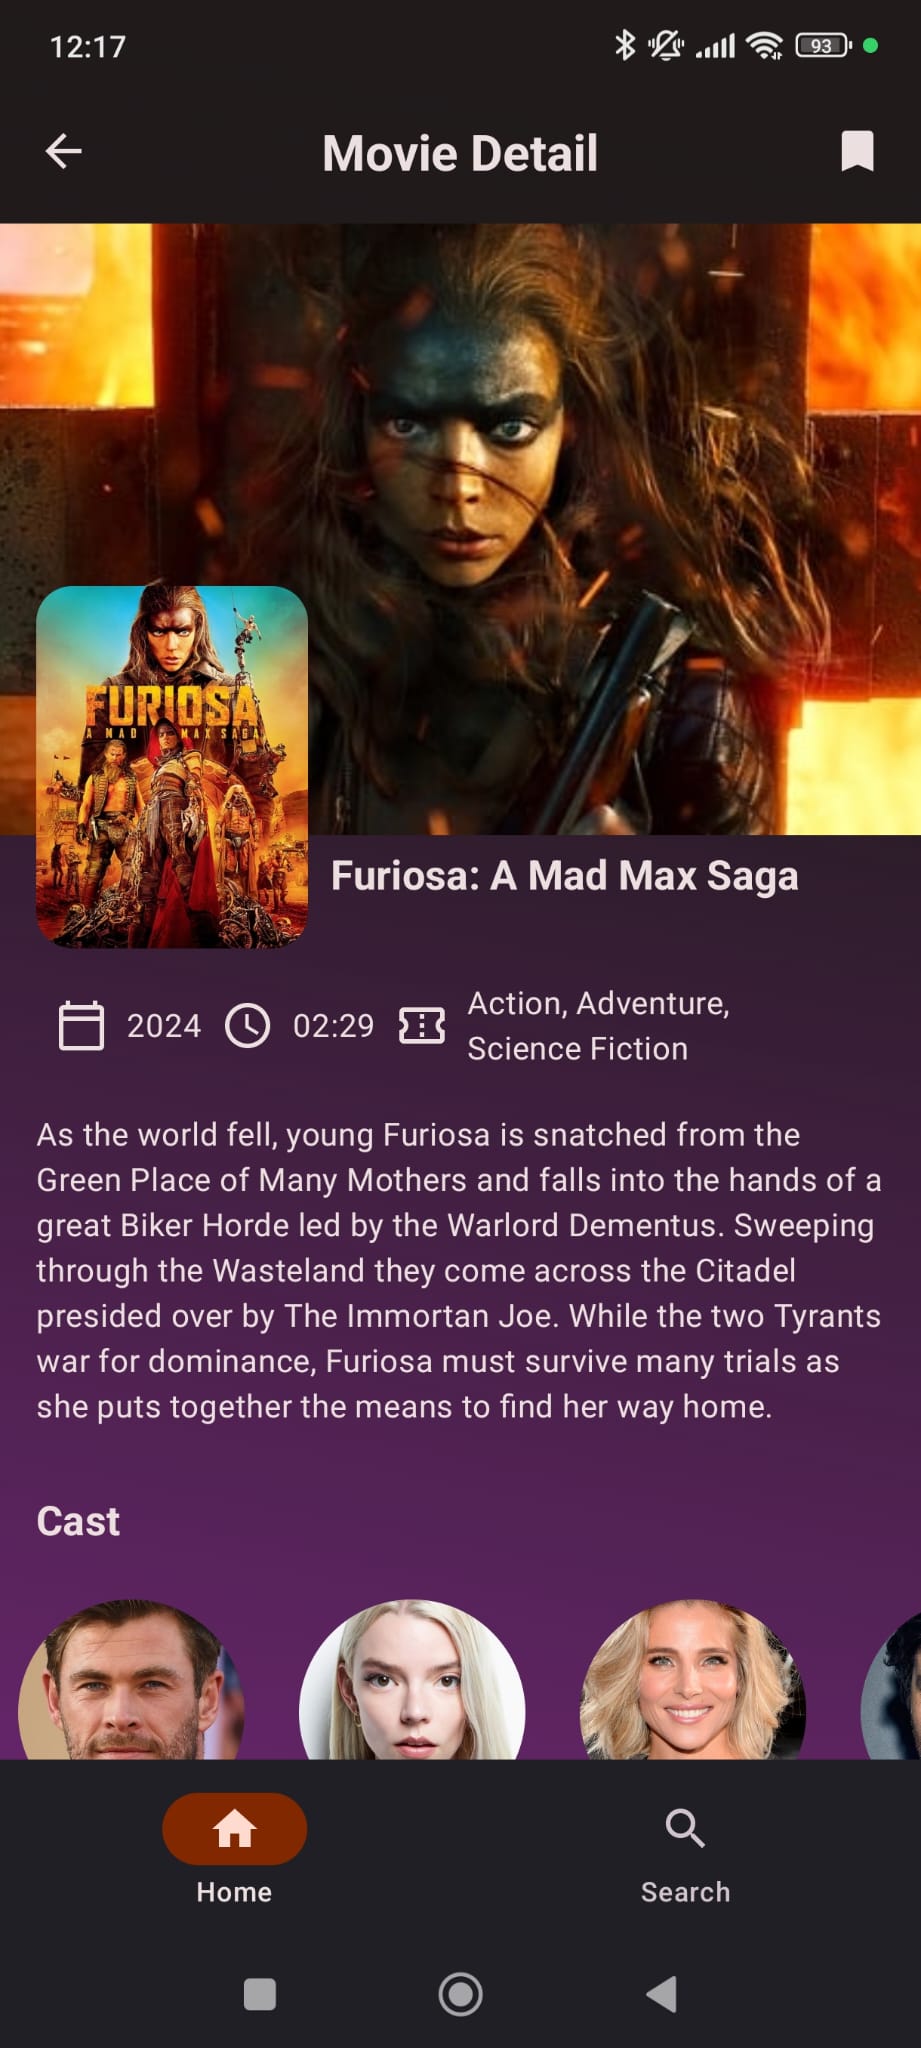 12:17
93
Movie Detail
FURIOSA
A MAD MAX SAGA
Furiosa: A Mad Max Saga
2024
02:29
Action, Adventure,
Science Fiction
As the world fell, young Furiosa is snatched from the
Green Place of Many Mothers and falls into the hands of a
great Biker Horde led by the Warlord Dementus. Sweeping
through the Wasteland they come across the Citadel
presided over by The Immortan Joe. While the two Tyrants
war for dominance, Furiosa must survive many trials as
she puts together the means to find her way home.
Cast
Home
Search